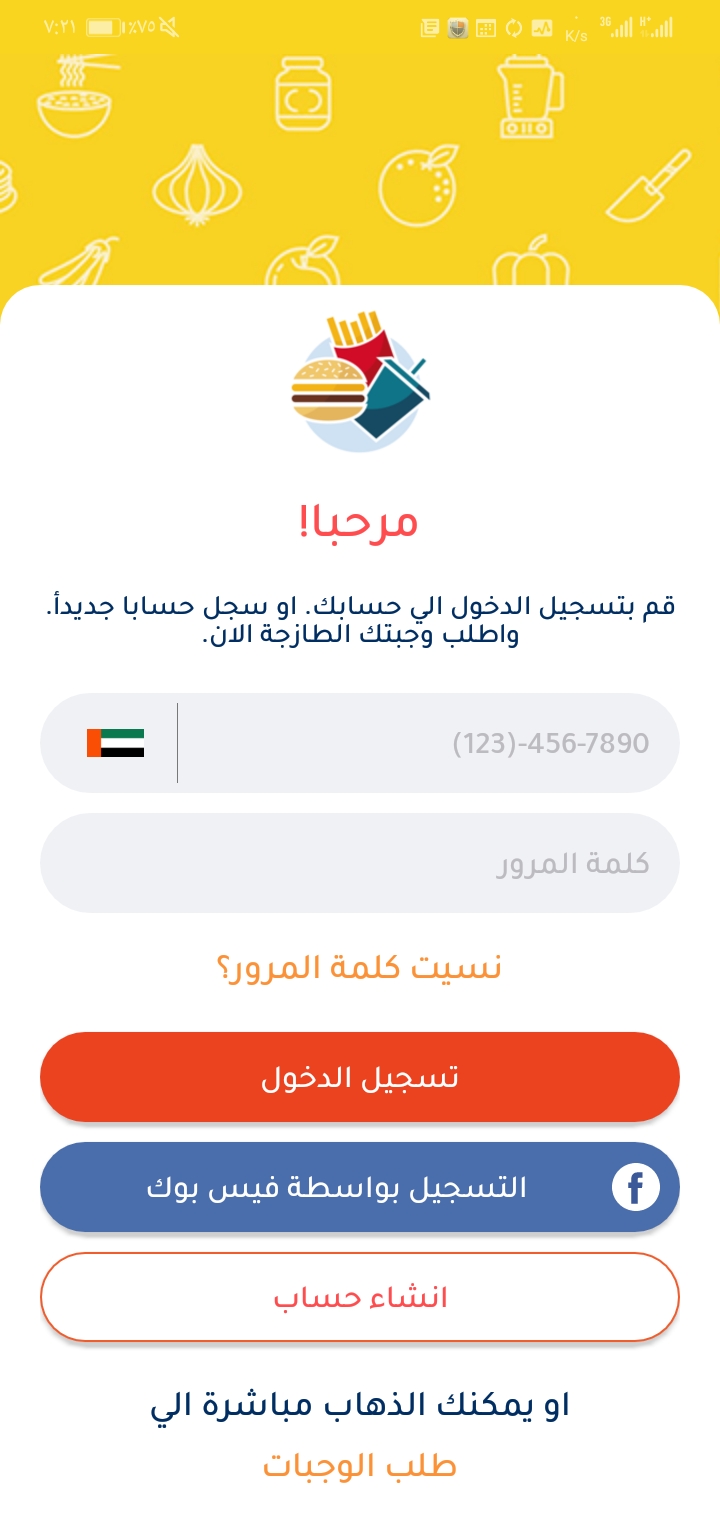 ٧:٢١ ٪٧٥ K/s 3G H+
مرحبا!
قم بتسجيل الدخول الي حسابك. او سجل حسابا جديدأ.
واطلب وجبتك الطازجة الان.
(123)-456-7890
كلمة المرور
نسيت كلمة المرور؟
تسجيل الدخول
التسجيل بواسطة فيس بوك
انشاء حساب
او يمكنك الذهاب مباشرة الي
طلب الوجبات